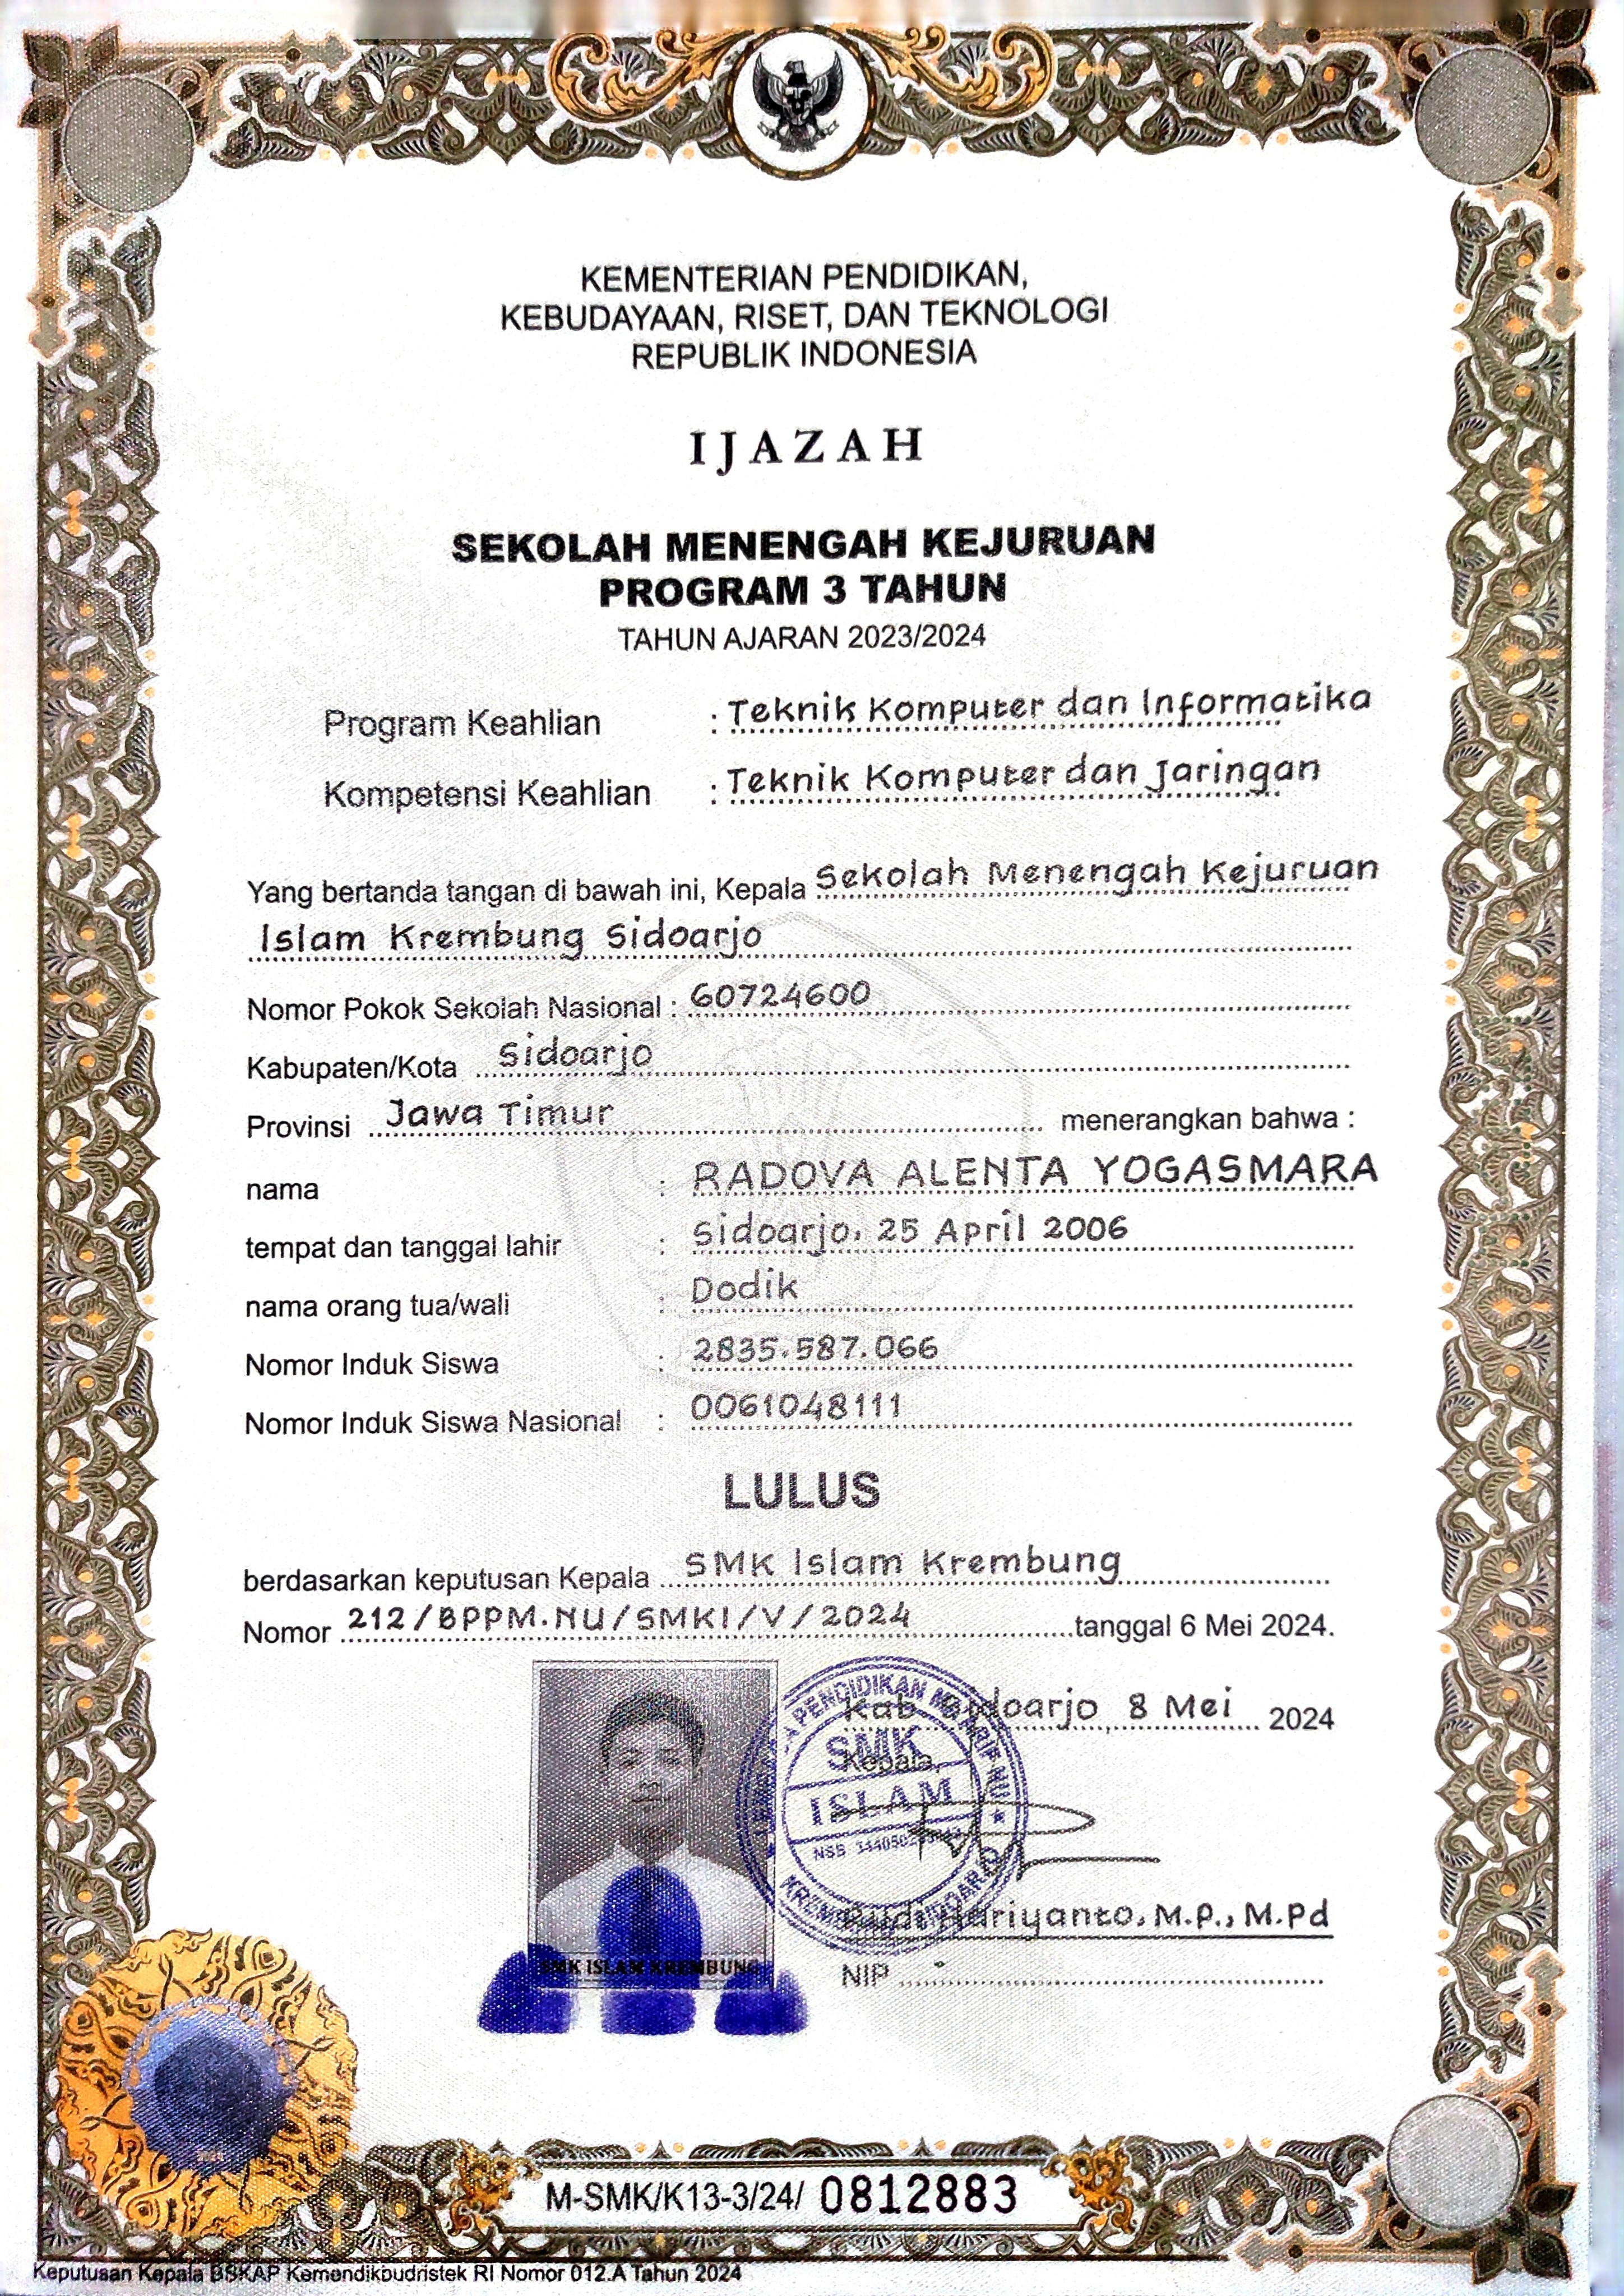 KEMENTERIAN PENDIDIKAN,
KEBUDAYAAN, RISET, DAN TEKNOLOGI
REPUBLIK INDONESIA
IJAZAH
SEKOLAH MENENGAH KEJURUAN
PROGRAM 3 TAHUN
TAHUN AJARAN 2023/2024
Program Keahlian : Teknik Komputer dan Informatika
Kompetensi Keahlian : Teknik Komputer dan Jaringan
Yang bertanda tangan di bawah ini, Kepala Sekolah Menengah Kejuruan
Islam Krembung Sidoarjo
Nomor Pokok Sekolah Nasional : 60724600
Kabupaten/Kota Sidoarjo
Provinsi Jawa Timur menerangkan bahwa :
nama : RADOVA ALENTA YOGASMARA
tempat dan tanggal lahir : Sidoarjo, 25 April 2006
nama orang tua/wali : Dodik
Nomor Induk Siswa : 2835.587.066
Nomor Induk Siswa Nasional : 0061048111
LULUS
berdasarkan keputusan Kepala SMK Islam Krembung
Nomor 212/BPPM.NU/SMKI/V/2024 tanggal 6 Mei 2024.
Kab Sidoarjo, 8 Mei 2024
Kepala,
PENDIDIKAN MA'ARIF NU
SMK
ISLAM
NSS
Hariyanto, M.P., M.Pd
NIP -
SMK ISLAM KREMBUNG
M-SMK/K13-3/24/ 0812883
Keputusan Kepala BSKAP Kemendikbudristek RI Nomor 012.A Tahun 2024